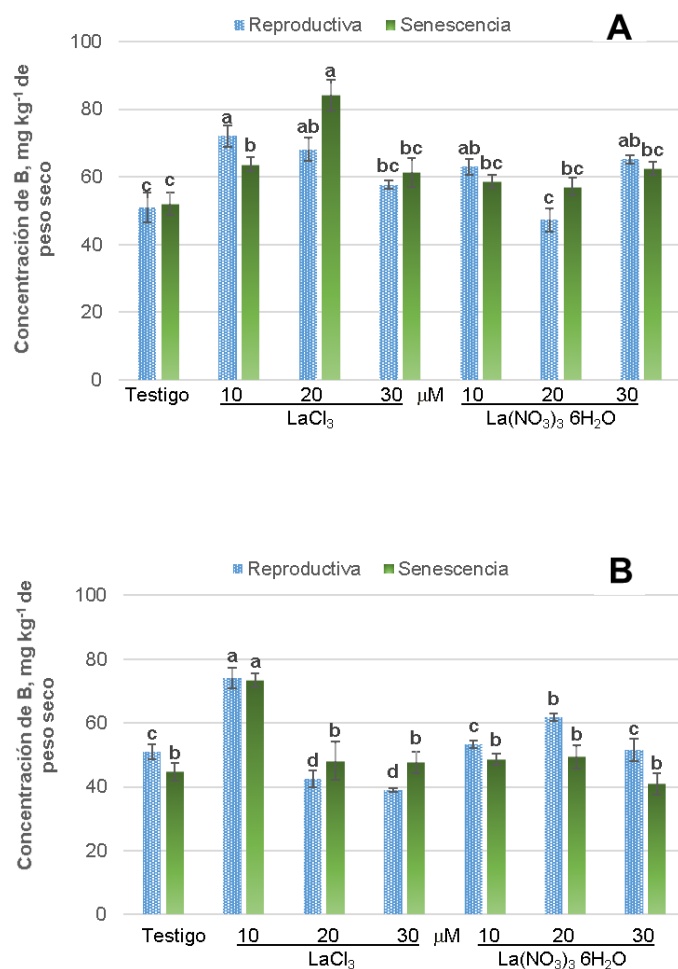 A
Reproductiva Senescencia
Concentración de B, mg kg⁻¹ de
peso seco
100
80
60
40
20
0
c c a b ab a bc bc ab bc c bc ab bc
Testigo 10 20 30 µM 10 20 30
LaCl₃ La(NO₃)₃ 6H₂O
B
Reproductiva Senescencia
Concentración de B, mg kg⁻¹ de
peso seco
100
80
60
40
20
0
c b a a d b d b c b b b c b
Testigo 10 20 30 µM 10 20 30
LaCl₃ La(NO₃)₃ 6H₂O